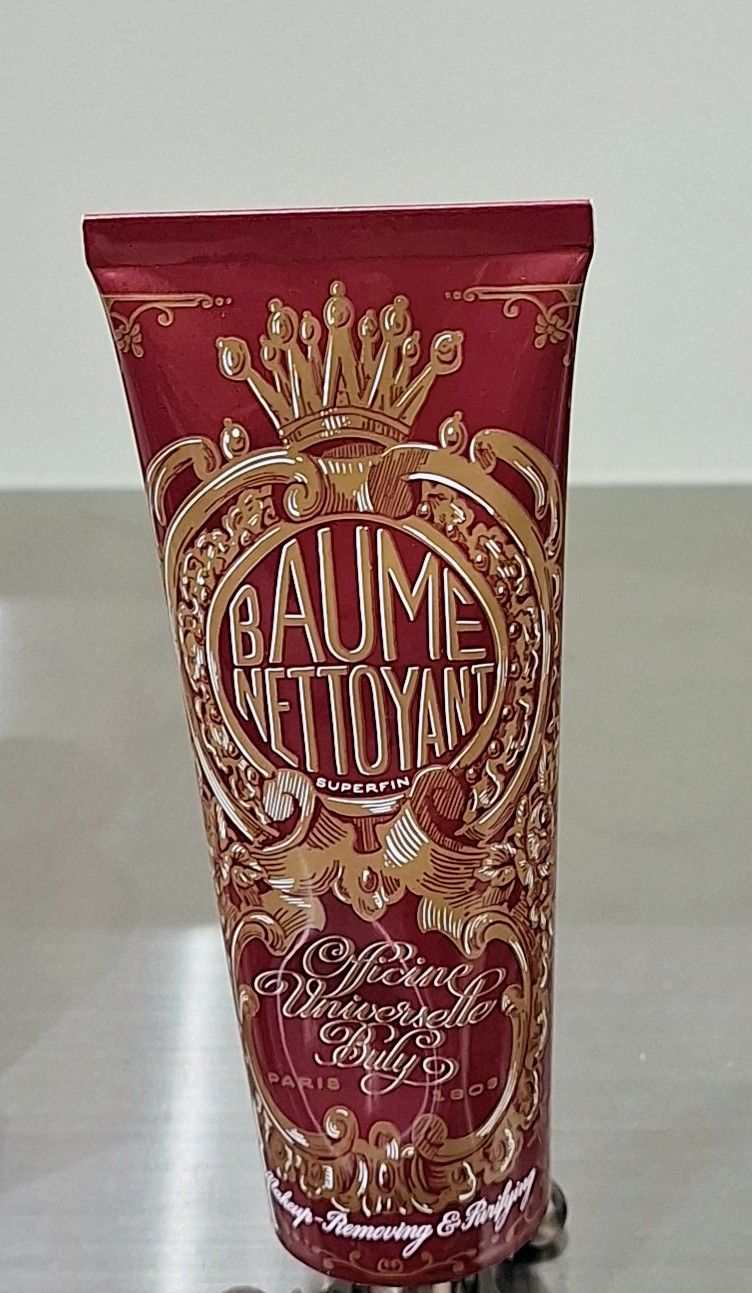 BAUME
NETTOYANT
SUPERFIN
Officine
Universelle
Buly
PARIS 1803
Makeup-Removing & Purifying